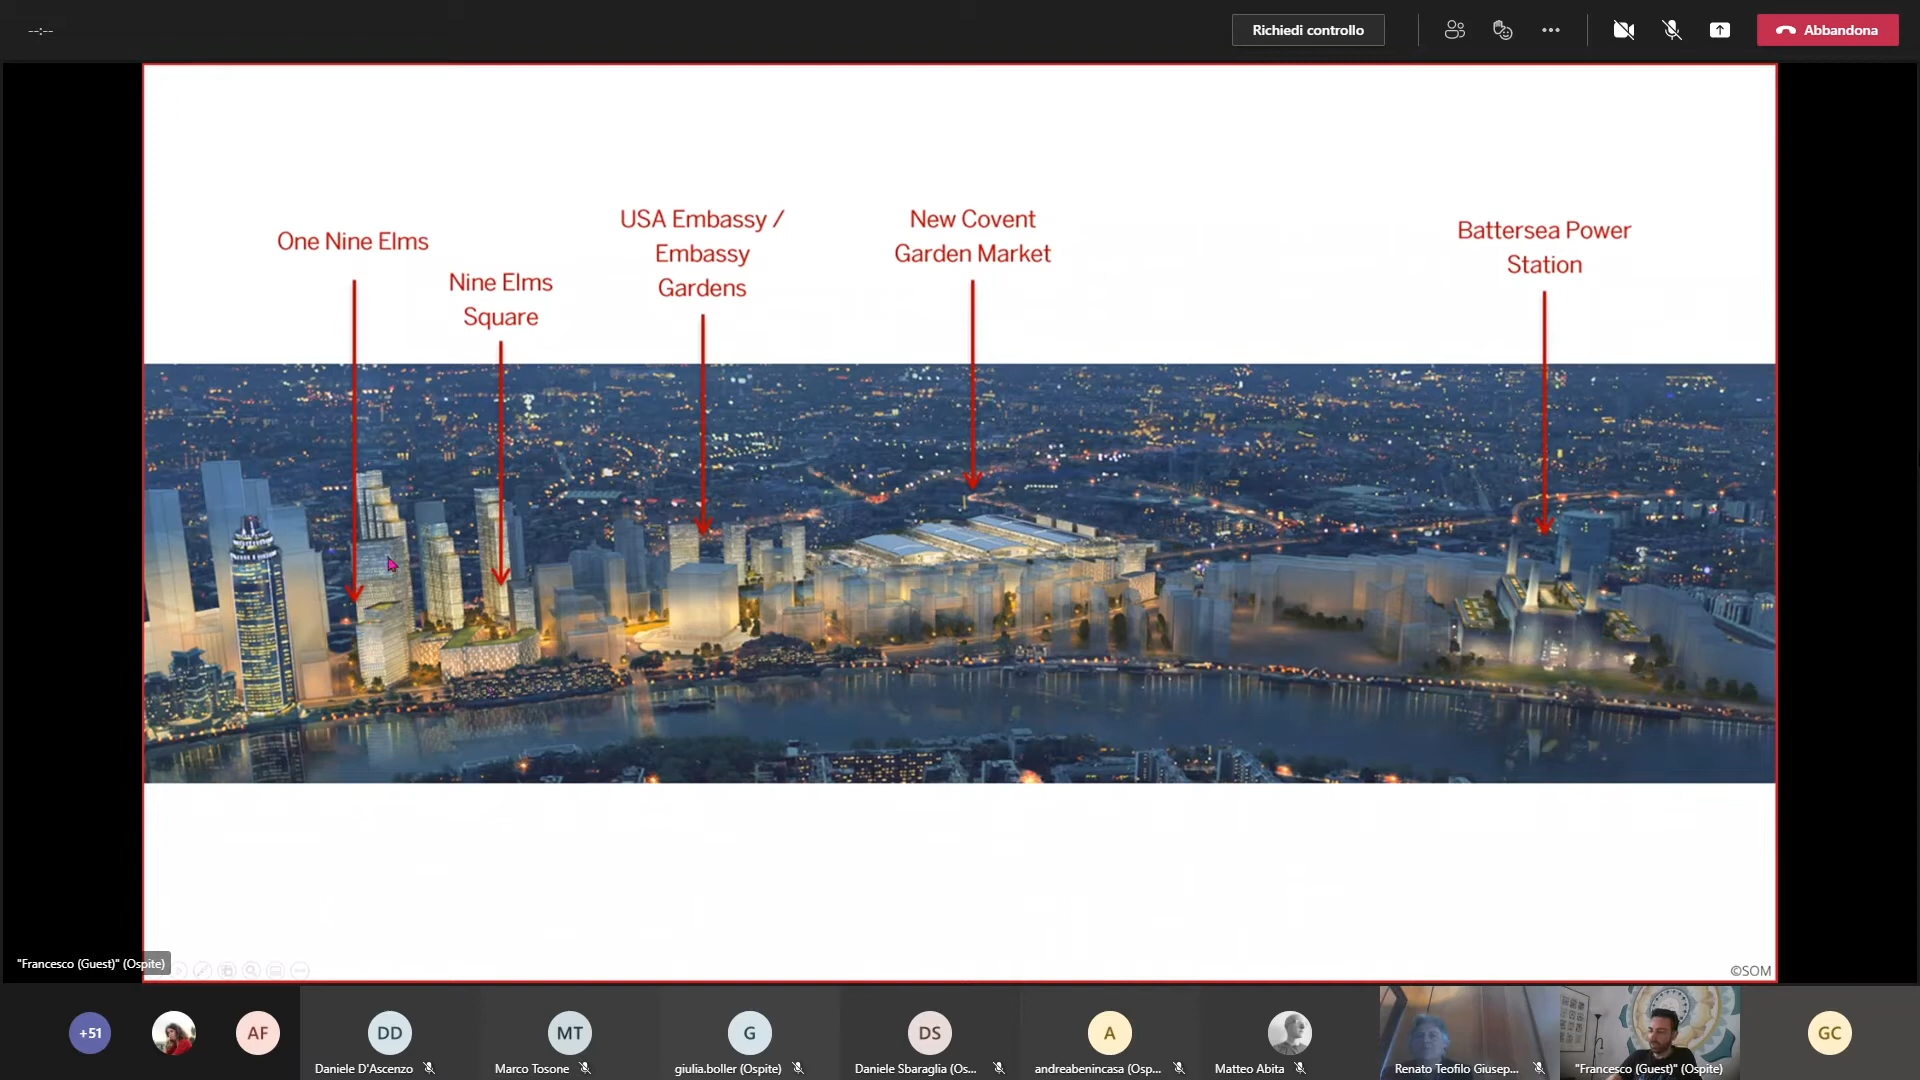 --:--
Richiedi controllo
Abbandona
One Nine Elms
Nine Elms
Square
USA Embassy /
Embassy
Gardens
New Covent
Garden Market
Battersea Power
Station
"Francesco (Guest)" (Ospite)
©SOM
+51
AF
DD
Daniele D'Ascenzo
MT
Marco Tosone
G
giulia.boller (Ospite)
DS
Daniele Sbaraglia (Os...
A
andreabenincasa (Osp...
Matteo Abita
Renato Teofilo Giusep...
"Francesco (Guest)" (Ospite)
GC